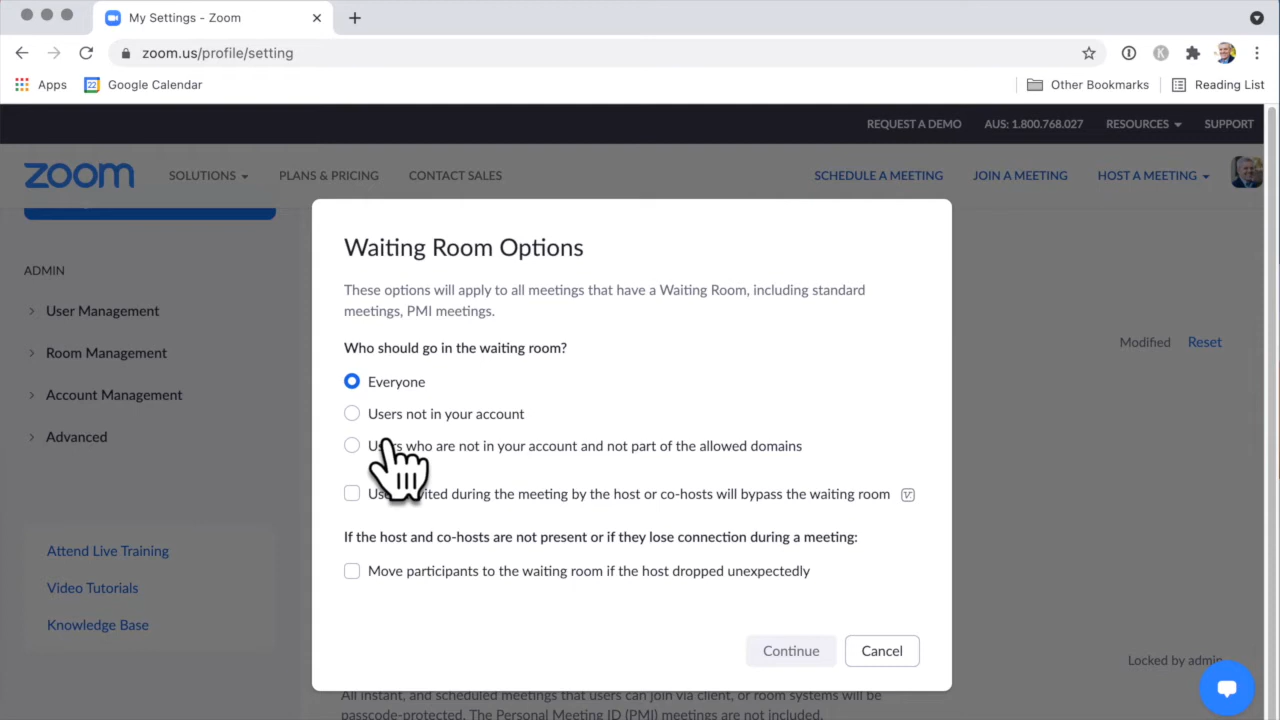 My Settings - Zoom
zoom.us/profile/setting
Apps
22
Google Calendar
Other Bookmarks
Reading List
REQUEST A DEMO
AUS: 1.800.768.027
RESOURCES
SUPPORT
zoom
SOLUTIONS
PLANS & PRICING
CONTACT SALES
SCHEDULE A MEETING
JOIN A MEETING
HOST A MEETING
ADMIN
User Management
Room Management
Account Management
Advanced
Attend Live Training
Video Tutorials
Knowledge Base
Waiting Room Options
These options will apply to all meetings that have a Waiting Room, including standard
meetings, PMI meetings.
Who should go in the waiting room?
Everyone
Users not in your account
Users who are not in your account and not part of the allowed domains
during the meeting by the host or co-hosts will bypass the waiting room
If the host and co-hosts are not present or if they lose connection during a meeting:
Move participants to the waiting room if the host dropped unexpectedly
Continue
Cancel
Modified
Reset
Locked by admin
All instant, and scheduled meetings that users can join via client, or room systems will be
passcode-protected. The Personal Meeting ID (PMI) meetings are not included.